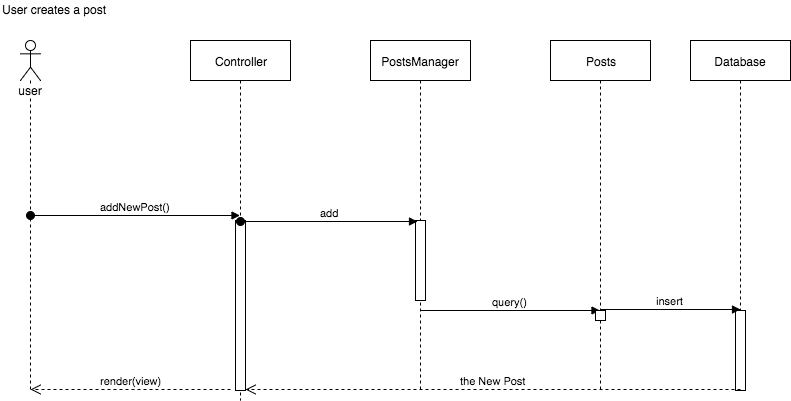 User creates a post
Controller
PostsManager
Posts
Database
user
addNewPost()
add
query()
insert
render(view)
the New Post